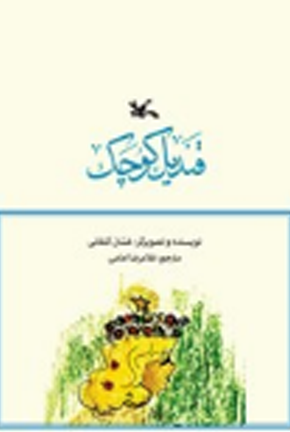 قندیل کوچک
نویسنده و تصویرگر: غسان کنفانی
مترجم: غلامرضا امامی